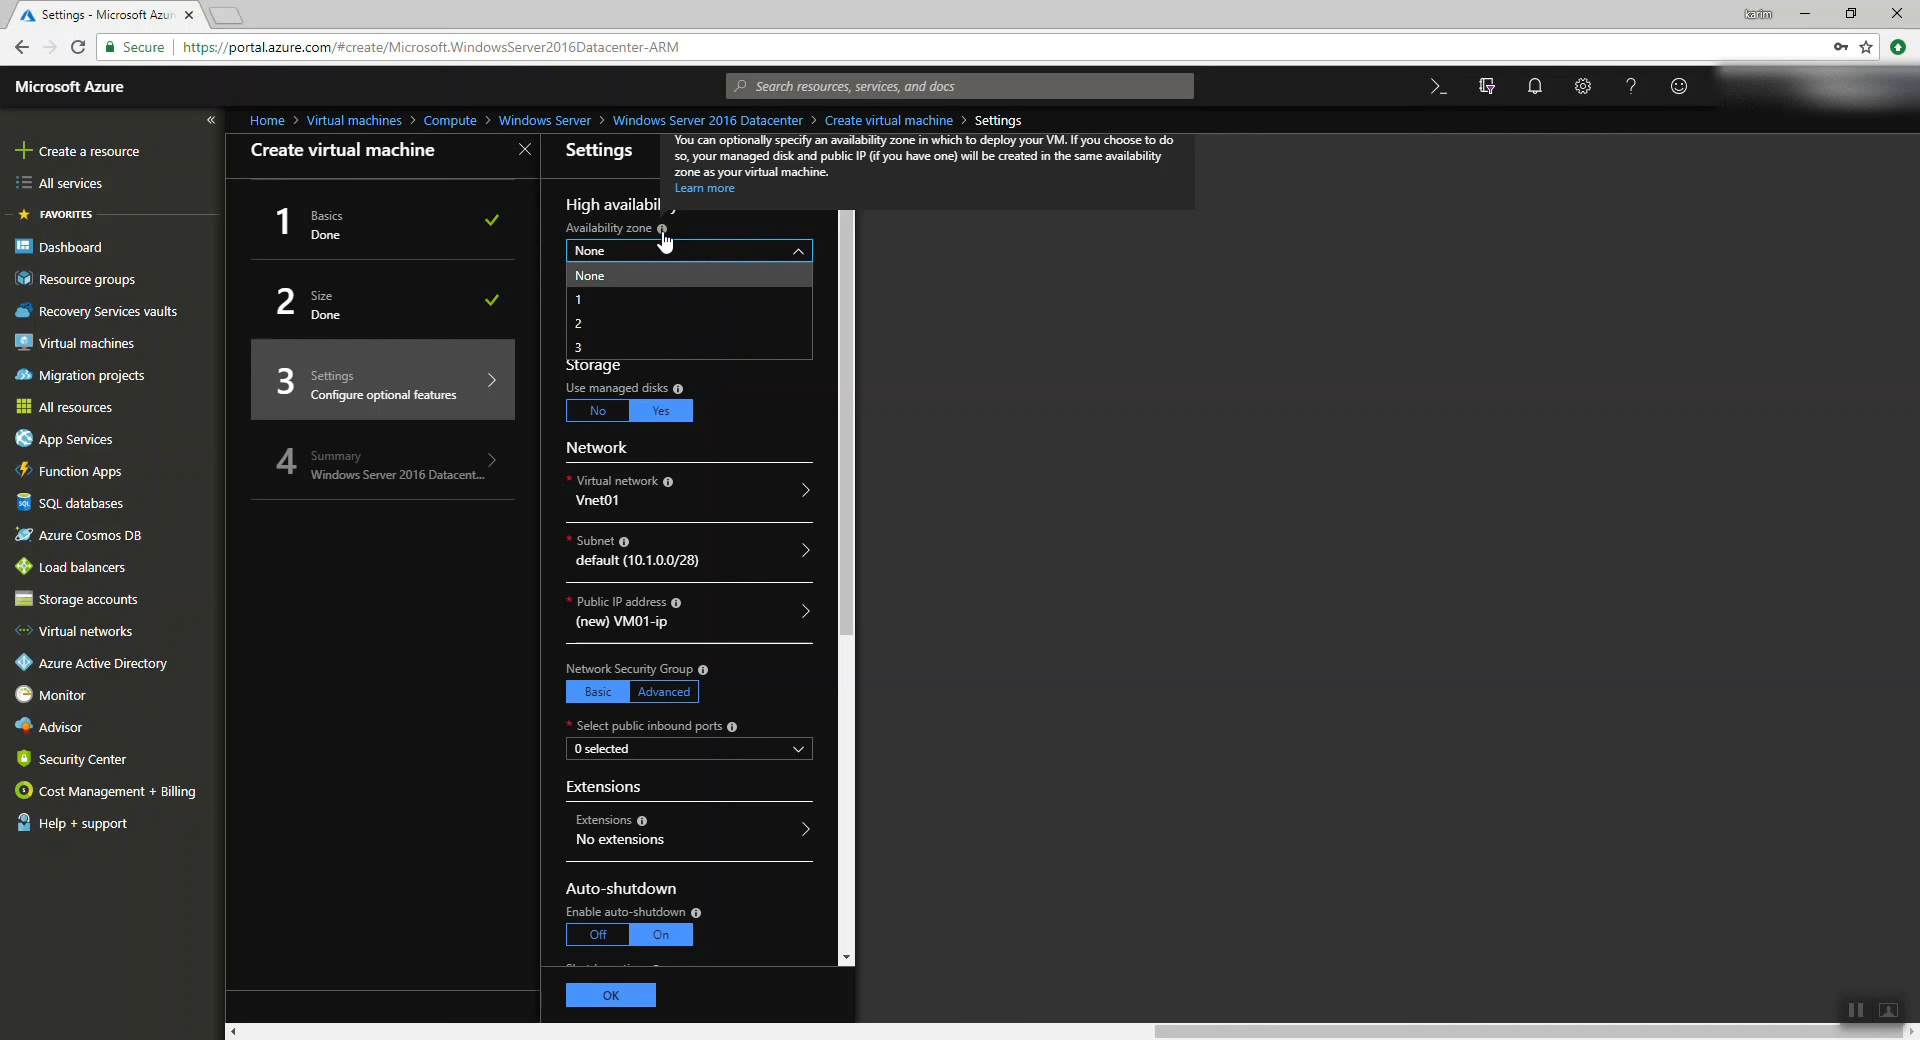 Settings - Microsoft Azur
karim
Secure
https://portal.azure.com/#create/Microsoft.WindowsServer2016Datacenter-ARM
Microsoft Azure
Search resources, services, and docs
Home > Virtual machines > Compute > Windows Server > Windows Server 2016 Datacenter > Create virtual machine > Settings
Create a resource
All services
FAVORITES
Dashboard
Resource groups
Recovery Services vaults
Virtual machines
Migration projects
All resources
App Services
Function Apps
SQL databases
Azure Cosmos DB
Load balancers
Storage accounts
Virtual networks
Azure Active Directory
Monitor
Advisor
Security Center
Cost Management + Billing
Help + support
Create virtual machine
1
Basics
Done
2
Size
Done
3
Settings
Configure optional features
4
Summary
Windows Server 2016 Datacent...
Settings
You can optionally specify an availability zone in which to deploy your VM. If you choose to do
so, your managed disk and public IP (if you have one) will be created in the same availability
zone as your virtual machine.
Learn more
High availabil
Availability zone
None
None
1
2
3
Storage
Use managed disks
No Yes
Network
* Virtual network
Vnet01
* Subnet
default (10.1.0.0/28)
* Public IP address
(new) VM01-ip
Network Security Group
Basic Advanced
* Select public inbound ports
0 selected
Extensions
Extensions
No extensions
Auto-shutdown
Enable auto-shutdown
Off On
OK